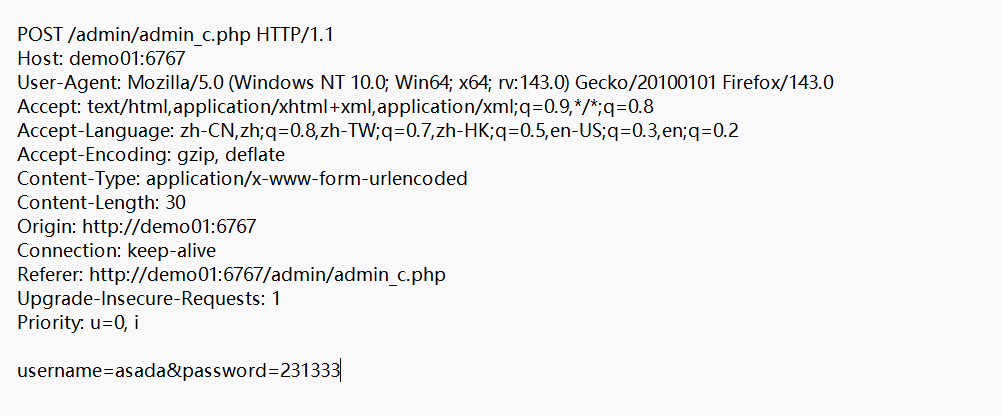 POST /admin/admin_c.php HTTP/1.1
Host: demo01:6767
User-Agent: Mozilla/5.0 (Windows NT 10.0; Win64; x64; rv:143.0) Gecko/20100101 Firefox/143.0
Accept: text/html,application/xhtml+xml,application/xml;q=0.9,*/*;q=0.8
Accept-Language: zh-CN,zh;q=0.8,zh-TW;q=0.7,zh-HK;q=0.5,en-US;q=0.3,en;q=0.2
Accept-Encoding: gzip, deflate
Content-Type: application/x-www-form-urlencoded
Content-Length: 30
Origin: http://demo01:6767
Connection: keep-alive
Referer: http://demo01:6767/admin/admin_c.php
Upgrade-Insecure-Requests: 1
Priority: u=0, i

username=asada&password=231333